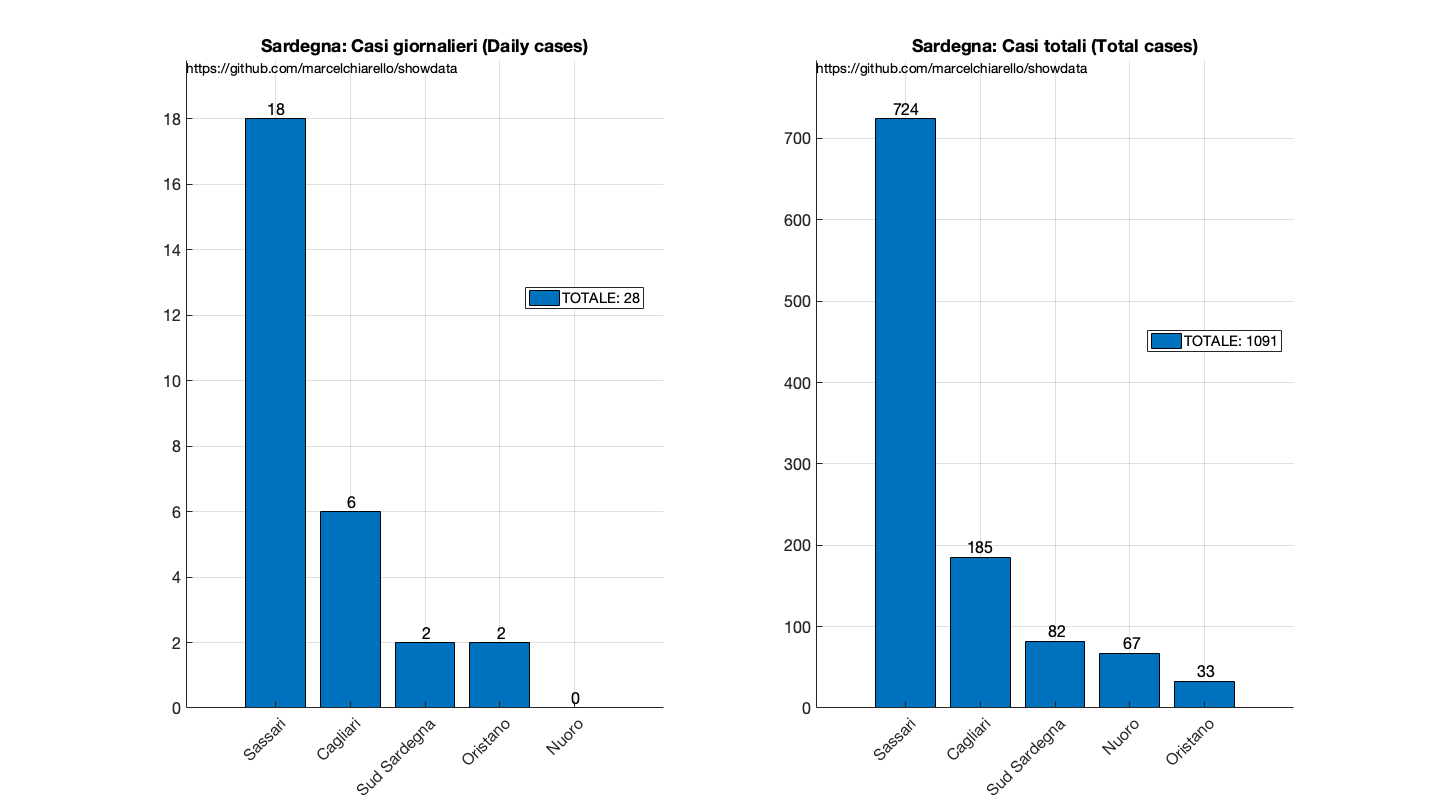 Sardegna: Casi giornalieri (Daily cases)
https://github.com/marcelchiarello/showdata
18
16
14
12
10
8
6
4
2
0
18
6
2
2
0
TOTALE: 28
Sassari
Cagliari
Sud Sardegna
Oristano
Nuoro
Sardegna: Casi totali (Total cases)
https://github.com/marcelchiarello/showdata
700
600
500
400
300
200
100
0
724
185
82
67
33
TOTALE: 1091
Sassari
Cagliari
Sud Sardegna
Nuoro
Oristano